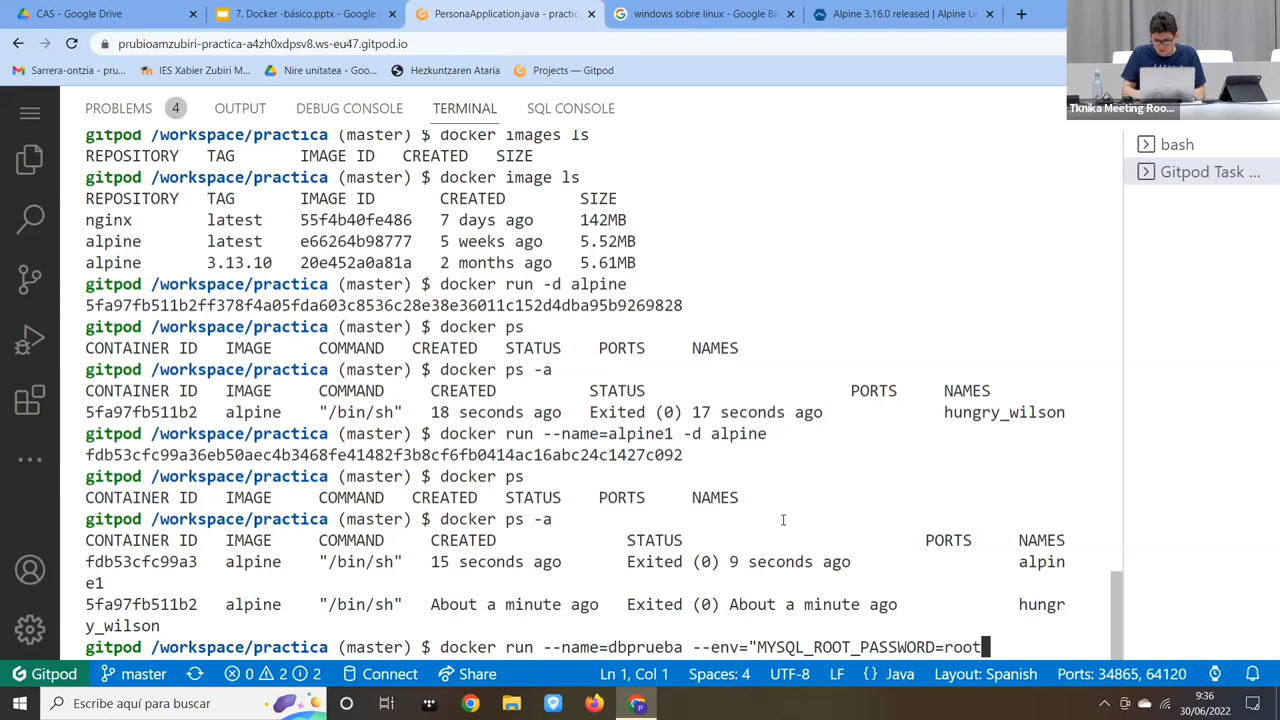 CAS - Google Drive
7. Docker -básico.pptx - Google A
PersonaApplication.java - practic
windows sobre linux - Google Bi
Alpine 3.16.0 released | Alpine Lin
prubioamzubiri-practica-a4zh0xdpsv8.ws-eu47.gitpod.io
Sarrera-ontzia - pru...
IES Xabier Zubiri M...
Nire unitatea - Goo...
Hezkuntzaren Ataria
Projects — Gitpod
Tknika Meeting Roo...
PROBLEMS 4 OUTPUT DEBUG CONSOLE TERMINAL SQL CONSOLE
bash
Gitpod Task ...
gitpod /workspace/practica (master) $ docker images ls
REPOSITORY TAG IMAGE ID CREATED SIZE
gitpod /workspace/practica (master) $ docker image ls
REPOSITORY TAG IMAGE ID CREATED SIZE
nginx latest 55f4b40fe486 7 days ago 142MB
alpine latest e66264b98777 5 weeks ago 5.52MB
alpine 3.13.10 20e452a0a81a 2 months ago 5.61MB
gitpod /workspace/practica (master) $ docker run -d alpine
5fa97fb511b2ff378f4a05fda603c8536c28e38e36011c152d4dba95b9269828
gitpod /workspace/practica (master) $ docker ps
CONTAINER ID IMAGE COMMAND CREATED STATUS PORTS NAMES
gitpod /workspace/practica (master) $ docker ps -a
CONTAINER ID IMAGE COMMAND CREATED STATUS PORTS NAMES
5fa97fb511b2 alpine "/bin/sh" 18 seconds ago Exited (0) 17 seconds ago hungry_wilson
gitpod /workspace/practica (master) $ docker run --name=alpine1 -d alpine
fdb53cfc99a36eb50aec4b3468fe41482f3b8cf6fb0414ac16abc24c1427c092
gitpod /workspace/practica (master) $ docker ps
CONTAINER ID IMAGE COMMAND CREATED STATUS PORTS NAMES
gitpod /workspace/practica (master) $ docker ps -a
CONTAINER ID IMAGE COMMAND CREATED STATUS PORTS NAMES
fdb53cfc99a3 alpine "/bin/sh" 15 seconds ago Exited (0) 9 seconds ago alpin
e1
5fa97fb511b2 alpine "/bin/sh" About a minute ago Exited (0) About a minute ago hungr
y_wilson
gitpod /workspace/practica (master) $ docker run --name=dbprueba --env="MYSQL_ROOT_PASSWORD=root
Gitpod master 0 2 2 Connect Share Ln 1, Col 1 Spaces: 4 UTF-8 LF {} Java Layout: Spanish Ports: 34865, 64120
Escribe aquí para buscar
9:36
30/06/2022